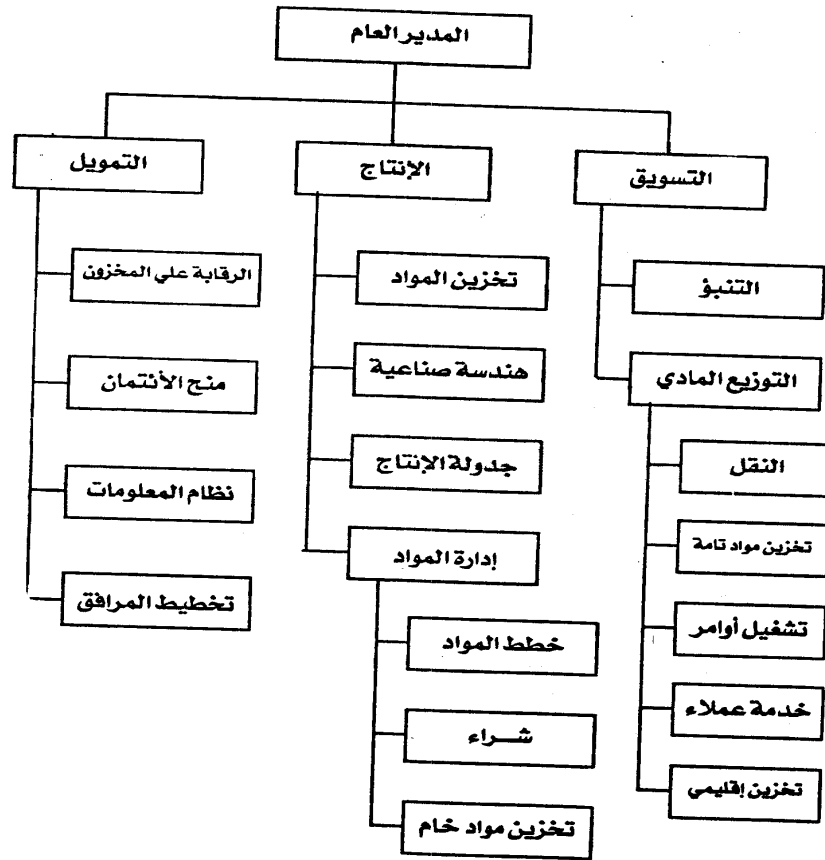 المدير العام
التسويق
الإنتاج
التمويل
التنبؤ
التوزيع المادي
النقل
تخزين مواد تامة
تشغيل أوامر
خدمة عملاء
تخزين إقليمي
تخزين المواد
هندسة صناعية
جدولة الإنتاج
إدارة المواد
خطط المواد
شـــراء
تخزين مواد خام
الرقابة علي المخزون
منح الأئتمان
نظام المعلومات
تخطيط المرافق